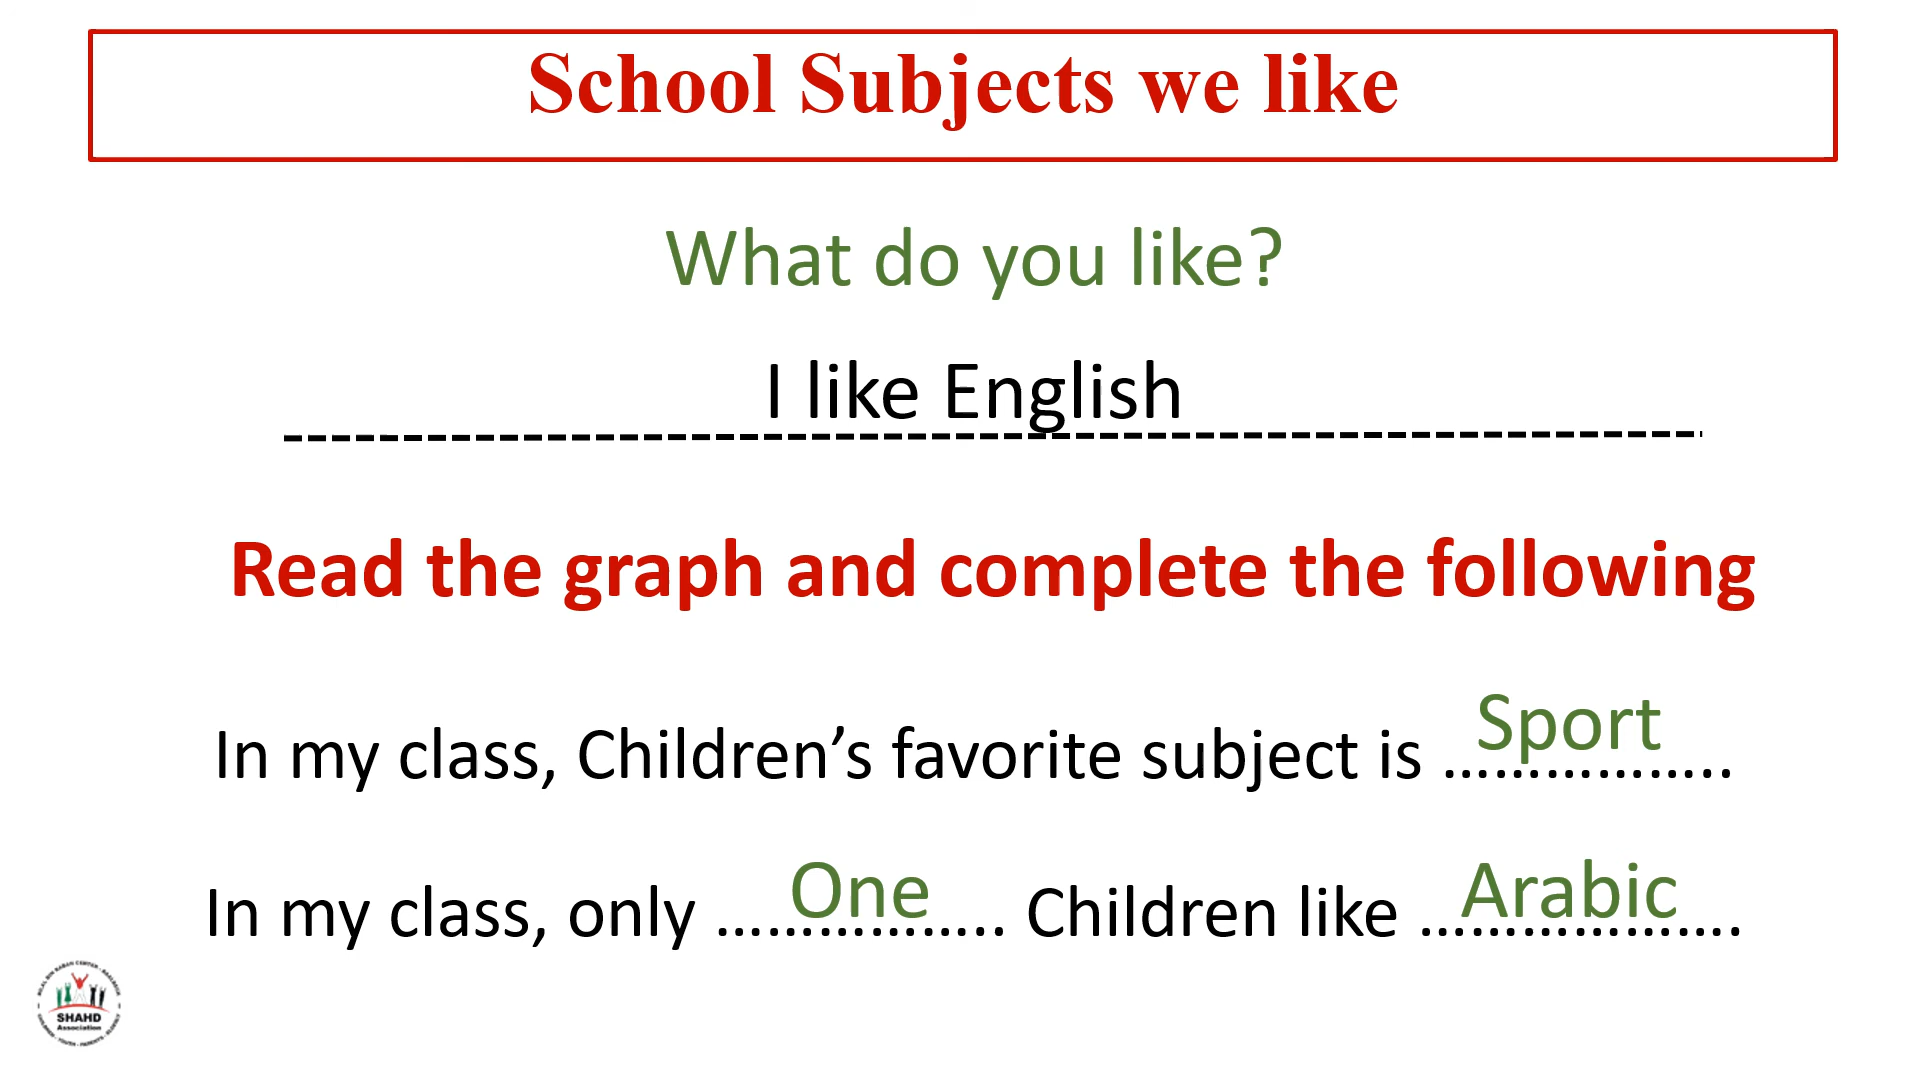 School Subjects we like
What do you like?
I like English
Read the graph and complete the following
In my class, Children’s favorite subject is ……Sport………..
In my class, only ……One……….. Children like ……Arabic………….
SHAHD
Association